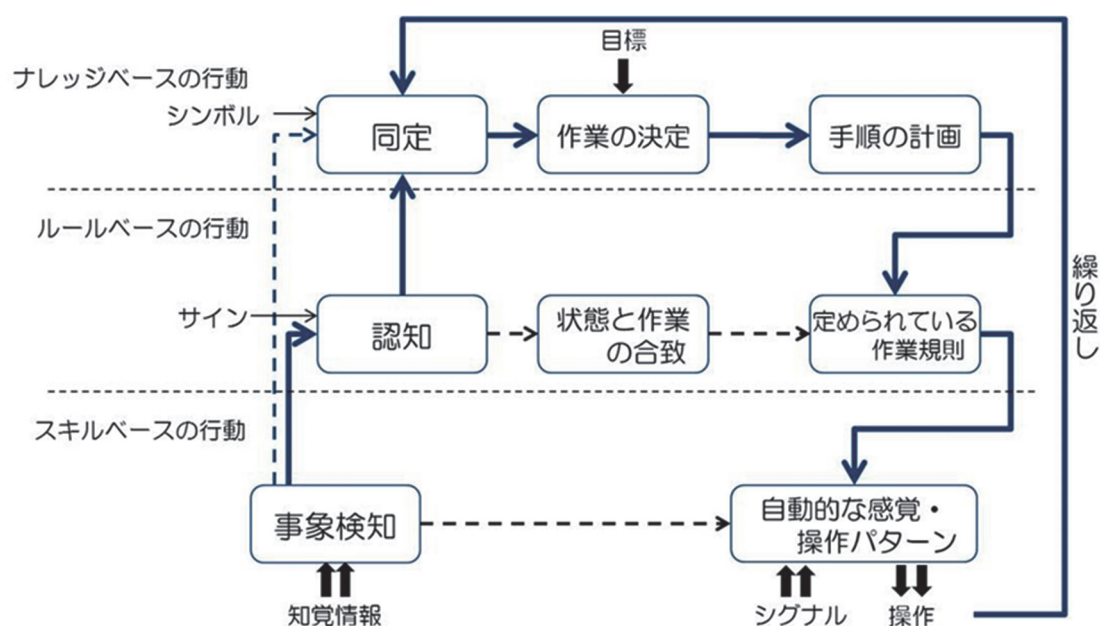 目標
ナレッジベースの行動
シンボル
同定
作業の決定
手順の計画
ルールベースの行動
サイン
認知
状態と作業
の合致
定められている
作業規則
繰り返し
スキルベースの行動
事象検知
自動的な感覚・
操作パターン
知覚情報
シグナル
操作